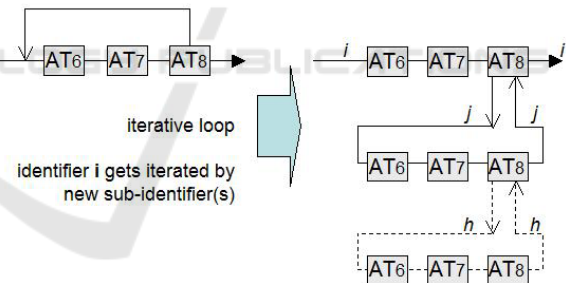 AT6 AT7 AT8
iterative loop
identifier i gets iterated by
new sub-identifier(s)
i AT6 AT7 AT8 i
j j
AT6 AT7 AT8
h h
AT6 AT7 AT8